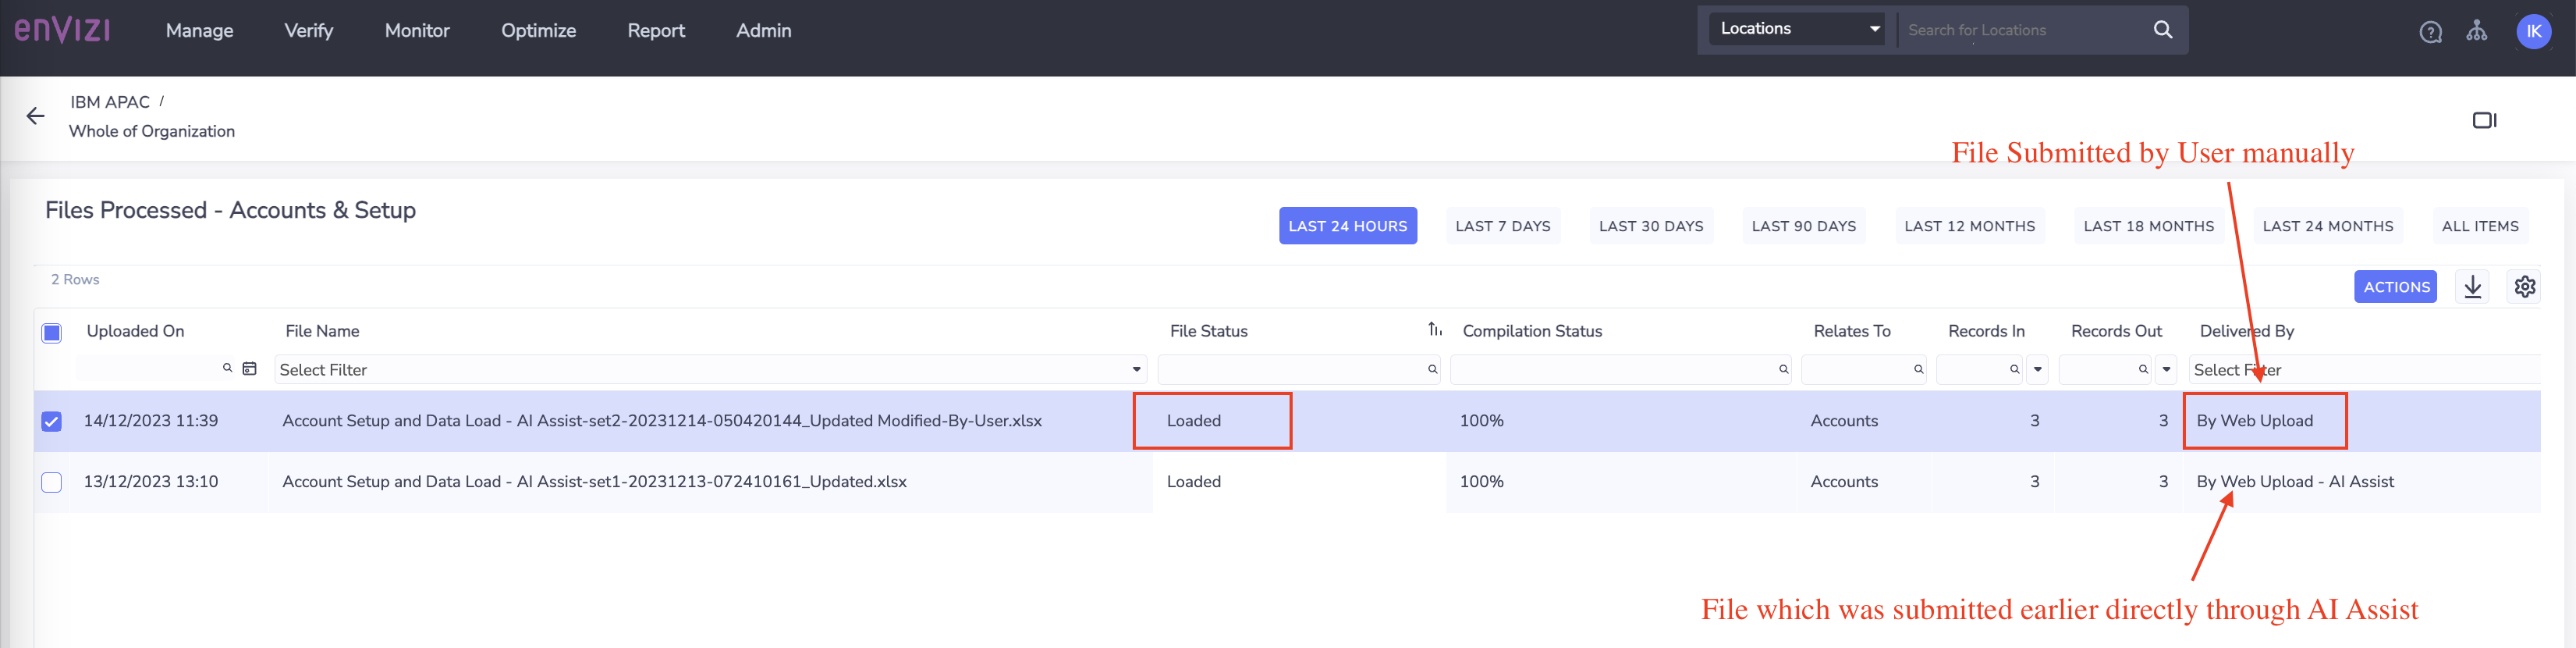 enVIZI Manage Verify Monitor Optimize Report Admin Locations Search for Locations IK
IBM APAC /
Whole of Organization
File Submitted by User manually
Files Processed - Accounts & Setup
LAST 24 HOURS LAST 7 DAYS LAST 30 DAYS LAST 90 DAYS LAST 12 MONTHS LAST 18 MONTHS LAST 24 MONTHS ALL ITEMS
2 Rows
ACTIONS
Uploaded On File Name File Status Compilation Status Relates To Records In Records Out Delivered By
Select Filter Select Filter
14/12/2023 11:39 Account Setup and Data Load - AI Assist-set2-20231214-050420144_Updated Modified-By-User.xlsx Loaded 100% Accounts 3 3 By Web Upload
13/12/2023 13:10 Account Setup and Data Load - AI Assist-set1-20231213-072410161_Updated.xlsx Loaded 100% Accounts 3 3 By Web Upload - AI Assist
File which was submitted earlier directly through AI Assist